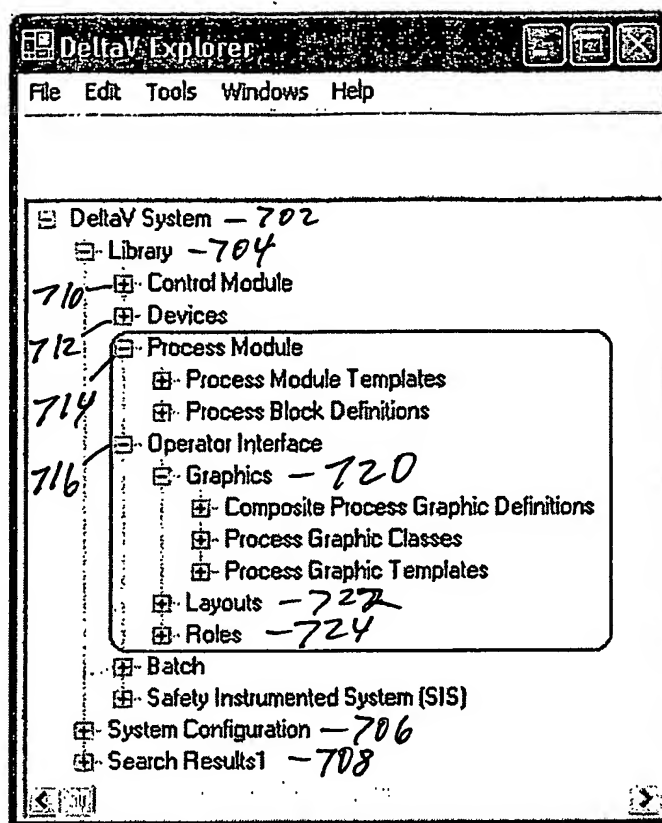 DeltaV Explorer
File Edit Tools Windows Help
DeltaV System — 702
Library — 704
710 Control Module
712 Devices
714 Process Module
Process Module Templates
Process Block Definitions
716 Operator Interface
Graphics — 720
Composite Process Graphic Definitions
Process Graphic Classes
Process Graphic Templates
Layouts — 722
Roles — 724
Batch
Safety Instrumented System (SIS)
System Configuration — 706
Search Results1 — 708